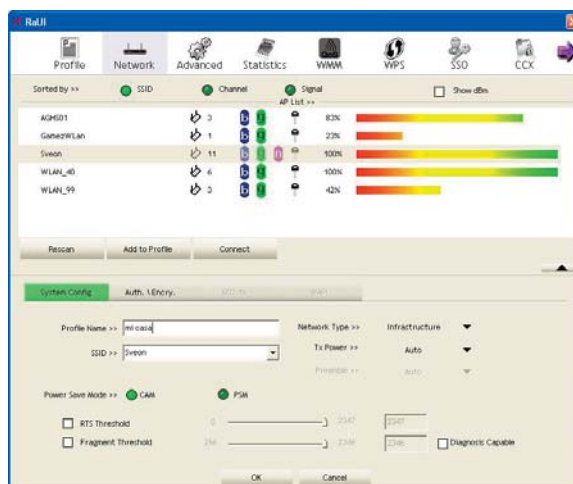 RaUI
Profile Network Advanced Statistics WMM WPS SSO CCX
Sorted by >> SSID Channel Signal Show dBm
AP List >>
AGHSD1 3 b g 83%
GamezWLan 1 b g 23%
Sveon 11 b g n 100%
WLAN_40 6 b g 100%
WLAN_99 3 b g 42%
Rescan Add to Profile Connect
System Config Auth. \ Encry.
Profile Name >> mi casa Network Type >> Infrastructure
SSID >> Sveon Tx Power >> Auto
Preamble >> Auto
Power Save Mode >> CAM PSM
RTS Threshold 0 2347 2347
Fragment Threshold 256 2346 2346 Diagnosis Capable
OK Cancel